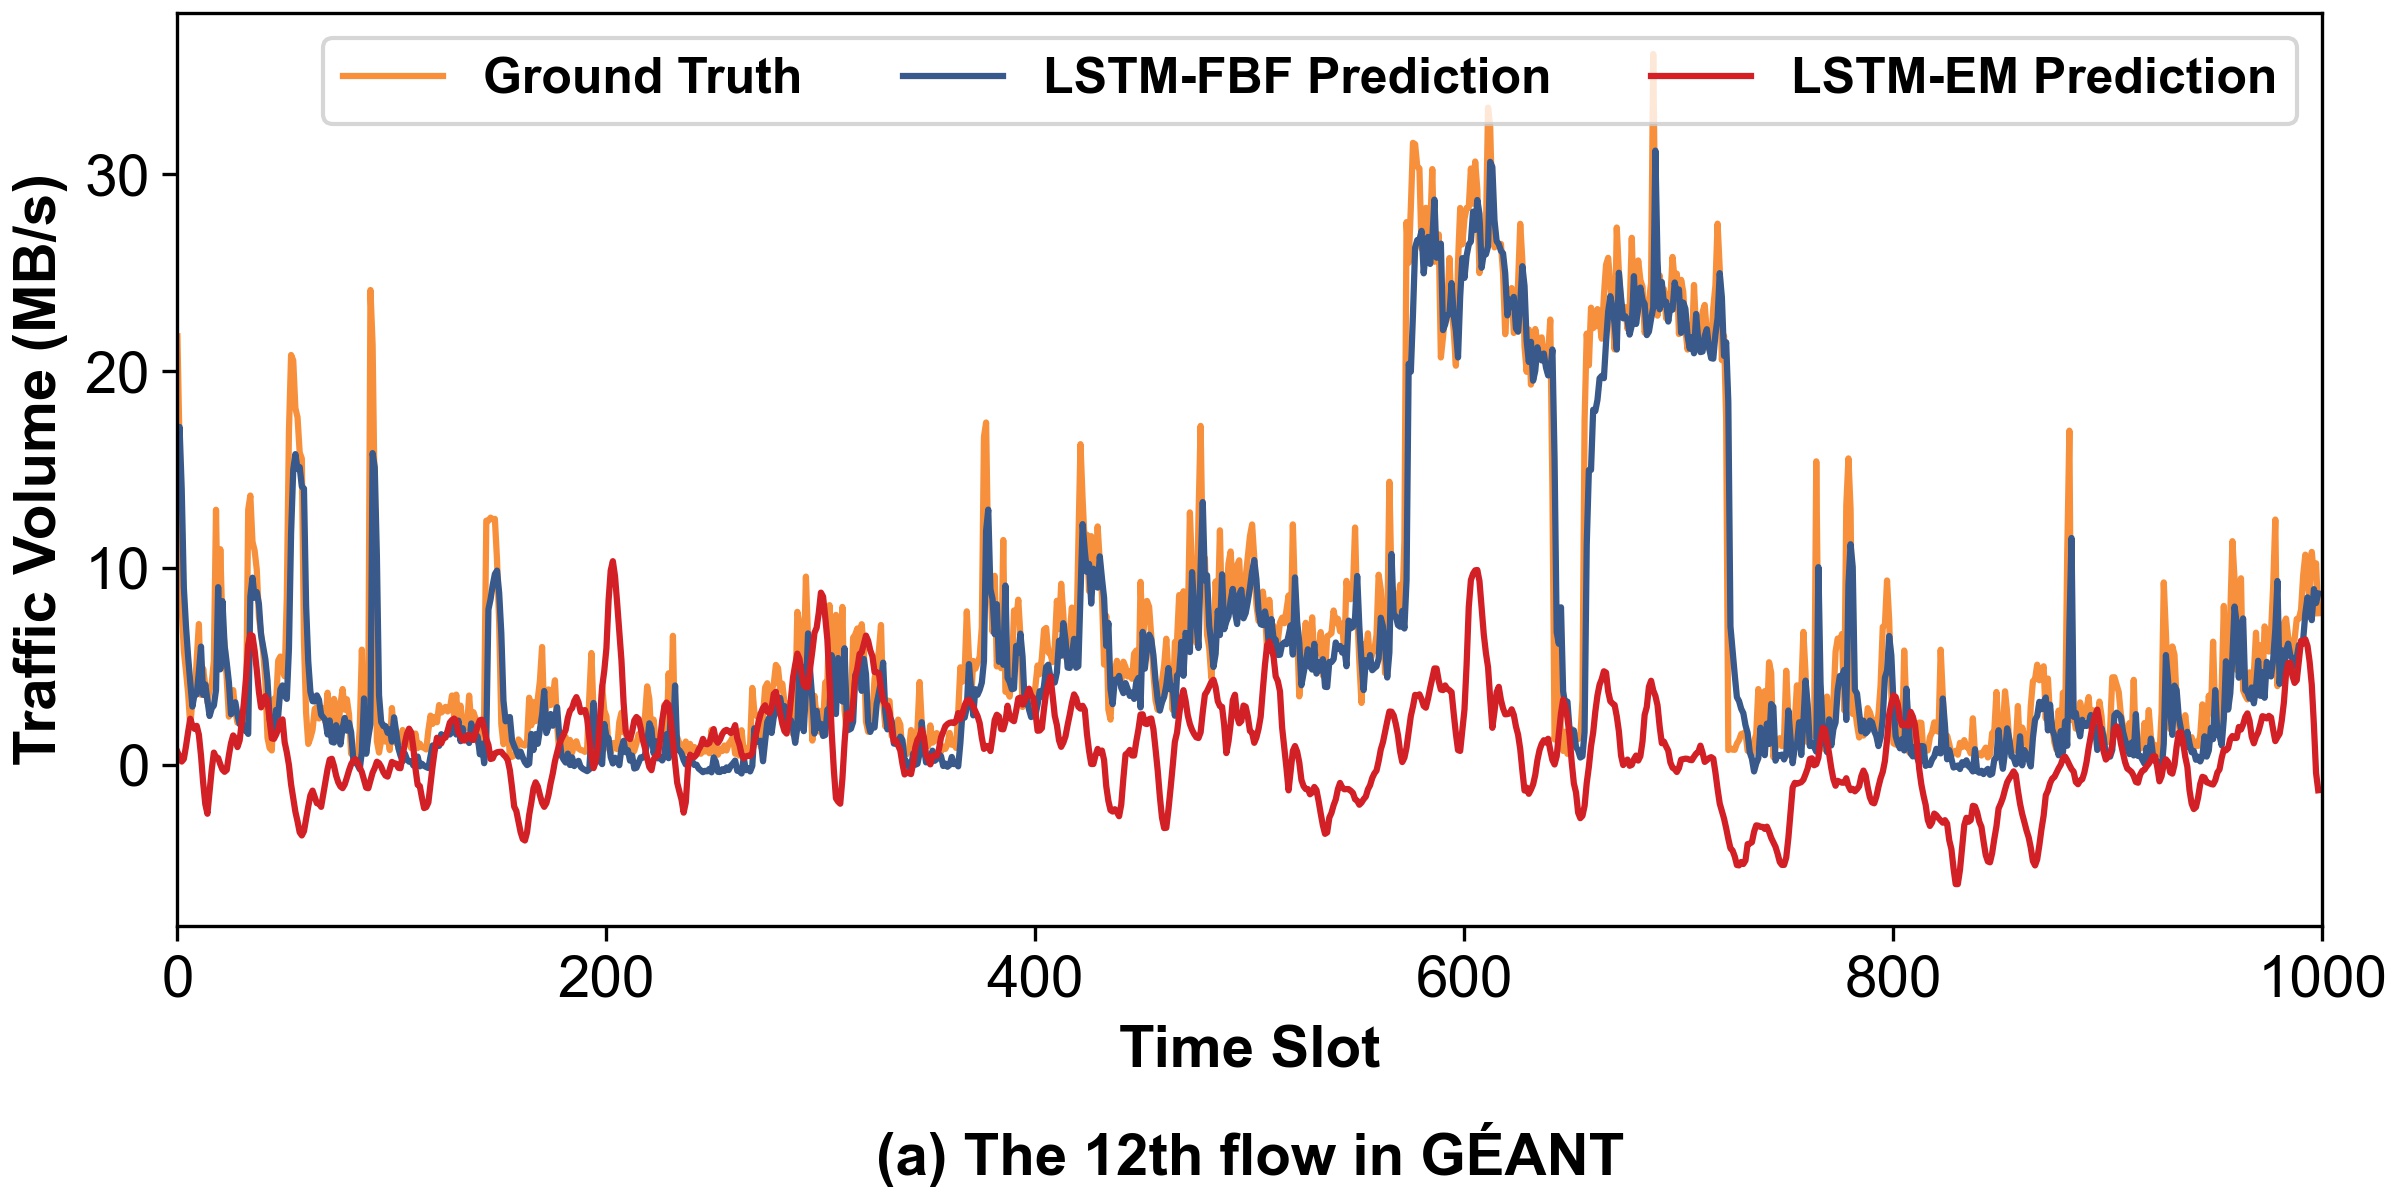 Ground Truth LSTM-FBF Prediction LSTM-EM Prediction
Traffic Volume (MB/s)
30
20
10
0
0 200 400 600 800 1000
Time Slot
(a) The 12th flow in GÉANT